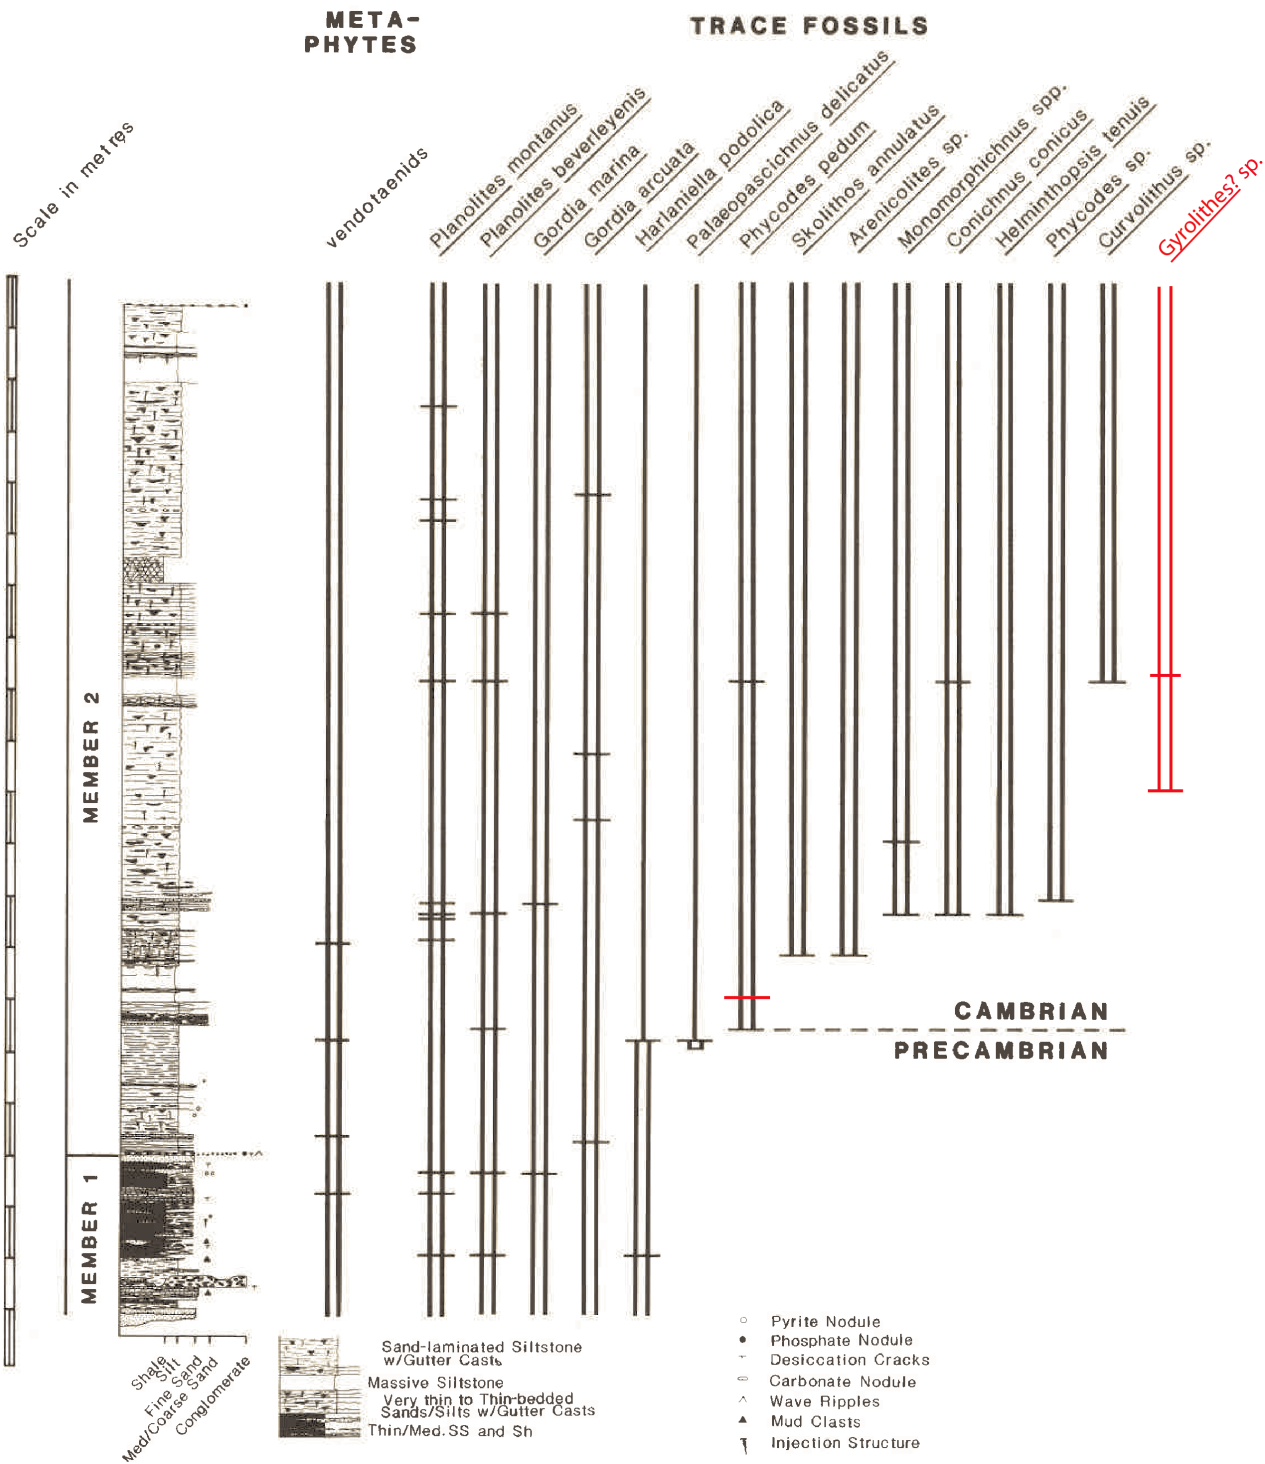 META-
PHYTES
TRACE FOSSILS
Scale in metres
vendotaenids
Planolites montanus
Planolites beverleyenis
Gordia marina
Gordia arcuata
Harlaniella podolica
Palaeopascichnus delicatus
Phycodes pedum
Skolithos annulatus
Arenicolites sp.
Monomorphichnus spp.
Conichnus conicus
Helminthopsis tenuis
Phycodes sp.
Curvolithus sp.
Gyrolithes? sp.
MEMBER 2
MEMBER 1
CAMBRIAN
PRECAMBRIAN
Shale
Silt
Fine Sand
Med/Coarse Sand
Conglomerate
Sand-laminated Siltstone
w/Gutter Casts
Massive Siltstone
Very thin to Thin-bedded
Sands/Silts w/Gutter Casts
Thin/Med. SS and Sh
Pyrite Nodule
Phosphate Nodule
Desiccation Cracks
Carbonate Nodule
Wave Ripples
Mud Clasts
Injection Structure